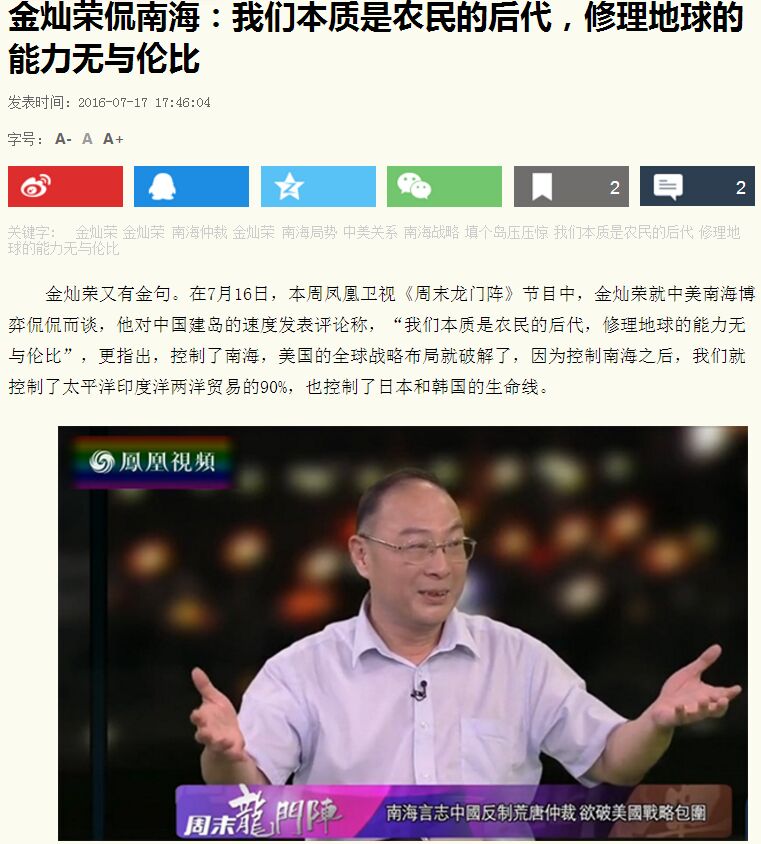 金灿荣侃南海：我们本质是农民的后代，修理地球的
能力无与伦比
发表时间：2016-07-17 17:46:04
字号： A- A A+
2
2
关键字： 金灿荣 金灿荣 南海仲裁 金灿荣 南海局势 中美关系 南海战略 填个岛压压惊 我们本质是农民的后代 修理地
球的能力无与伦比
金灿荣又有金句。在7月16日，本周凤凰卫视《周末龙门阵》节目中，金灿荣就中美南海博
弈侃侃而谈，他对中国建岛的速度发表评论称，“我们本质是农民的后代，修理地球的能力无
与伦比”，更指出，控制了南海，美国的全球战略布局就破解了，因为控制南海之后，我们就
控制了太平洋印度洋两洋贸易的90%，也控制了日本和韩国的生命线。
鳳凰視頻
周末龍門陣
南海言志中國反制荒唐仲裁 欲破美國戰略包圍